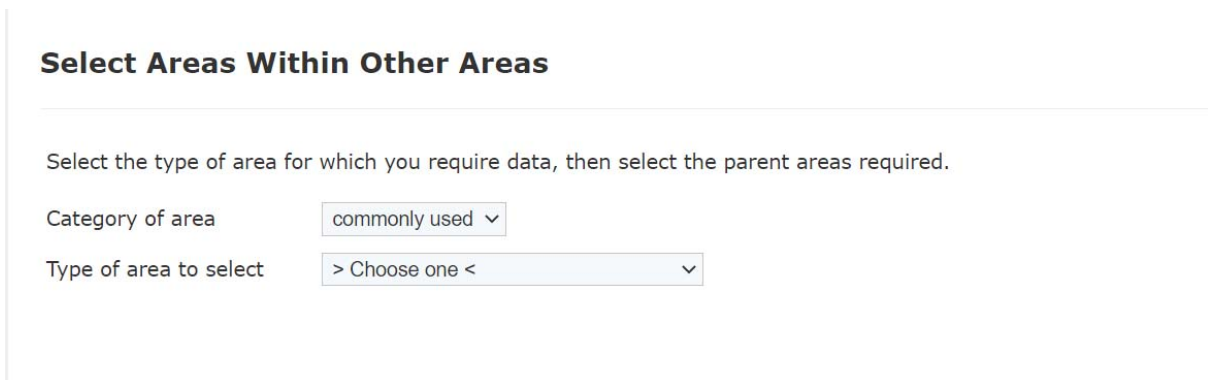 Select Areas Within Other Areas
Select the type of area for which you require data, then select the parent areas required.
Category of area commonly used
Type of area to select > Choose one <